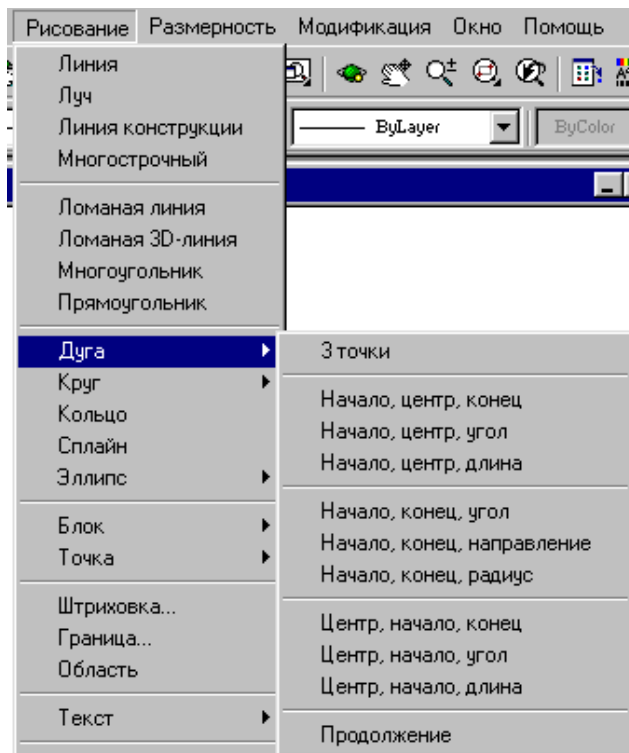 Рисование Размерность Модификация Окно Помощь
Линия
Луч
Линия конструкции
Многострочный
ByLayer
ByColor
Ломаная линия
Ломаная 3D-линия
Многоугольник
Прямоугольник
Дуга
Круг
Кольцо
Сплайн
Эллипс
Блок
Точка
Штриховка...
Граница...
Область
Текст
3 точки
Начало, центр, конец
Начало, центр, угол
Начало, центр, длина
Начало, конец, угол
Начало, конец, направление
Начало, конец, радиус
Центр, начало, конец
Центр, начало, угол
Центр, начало, длина
Продолжение